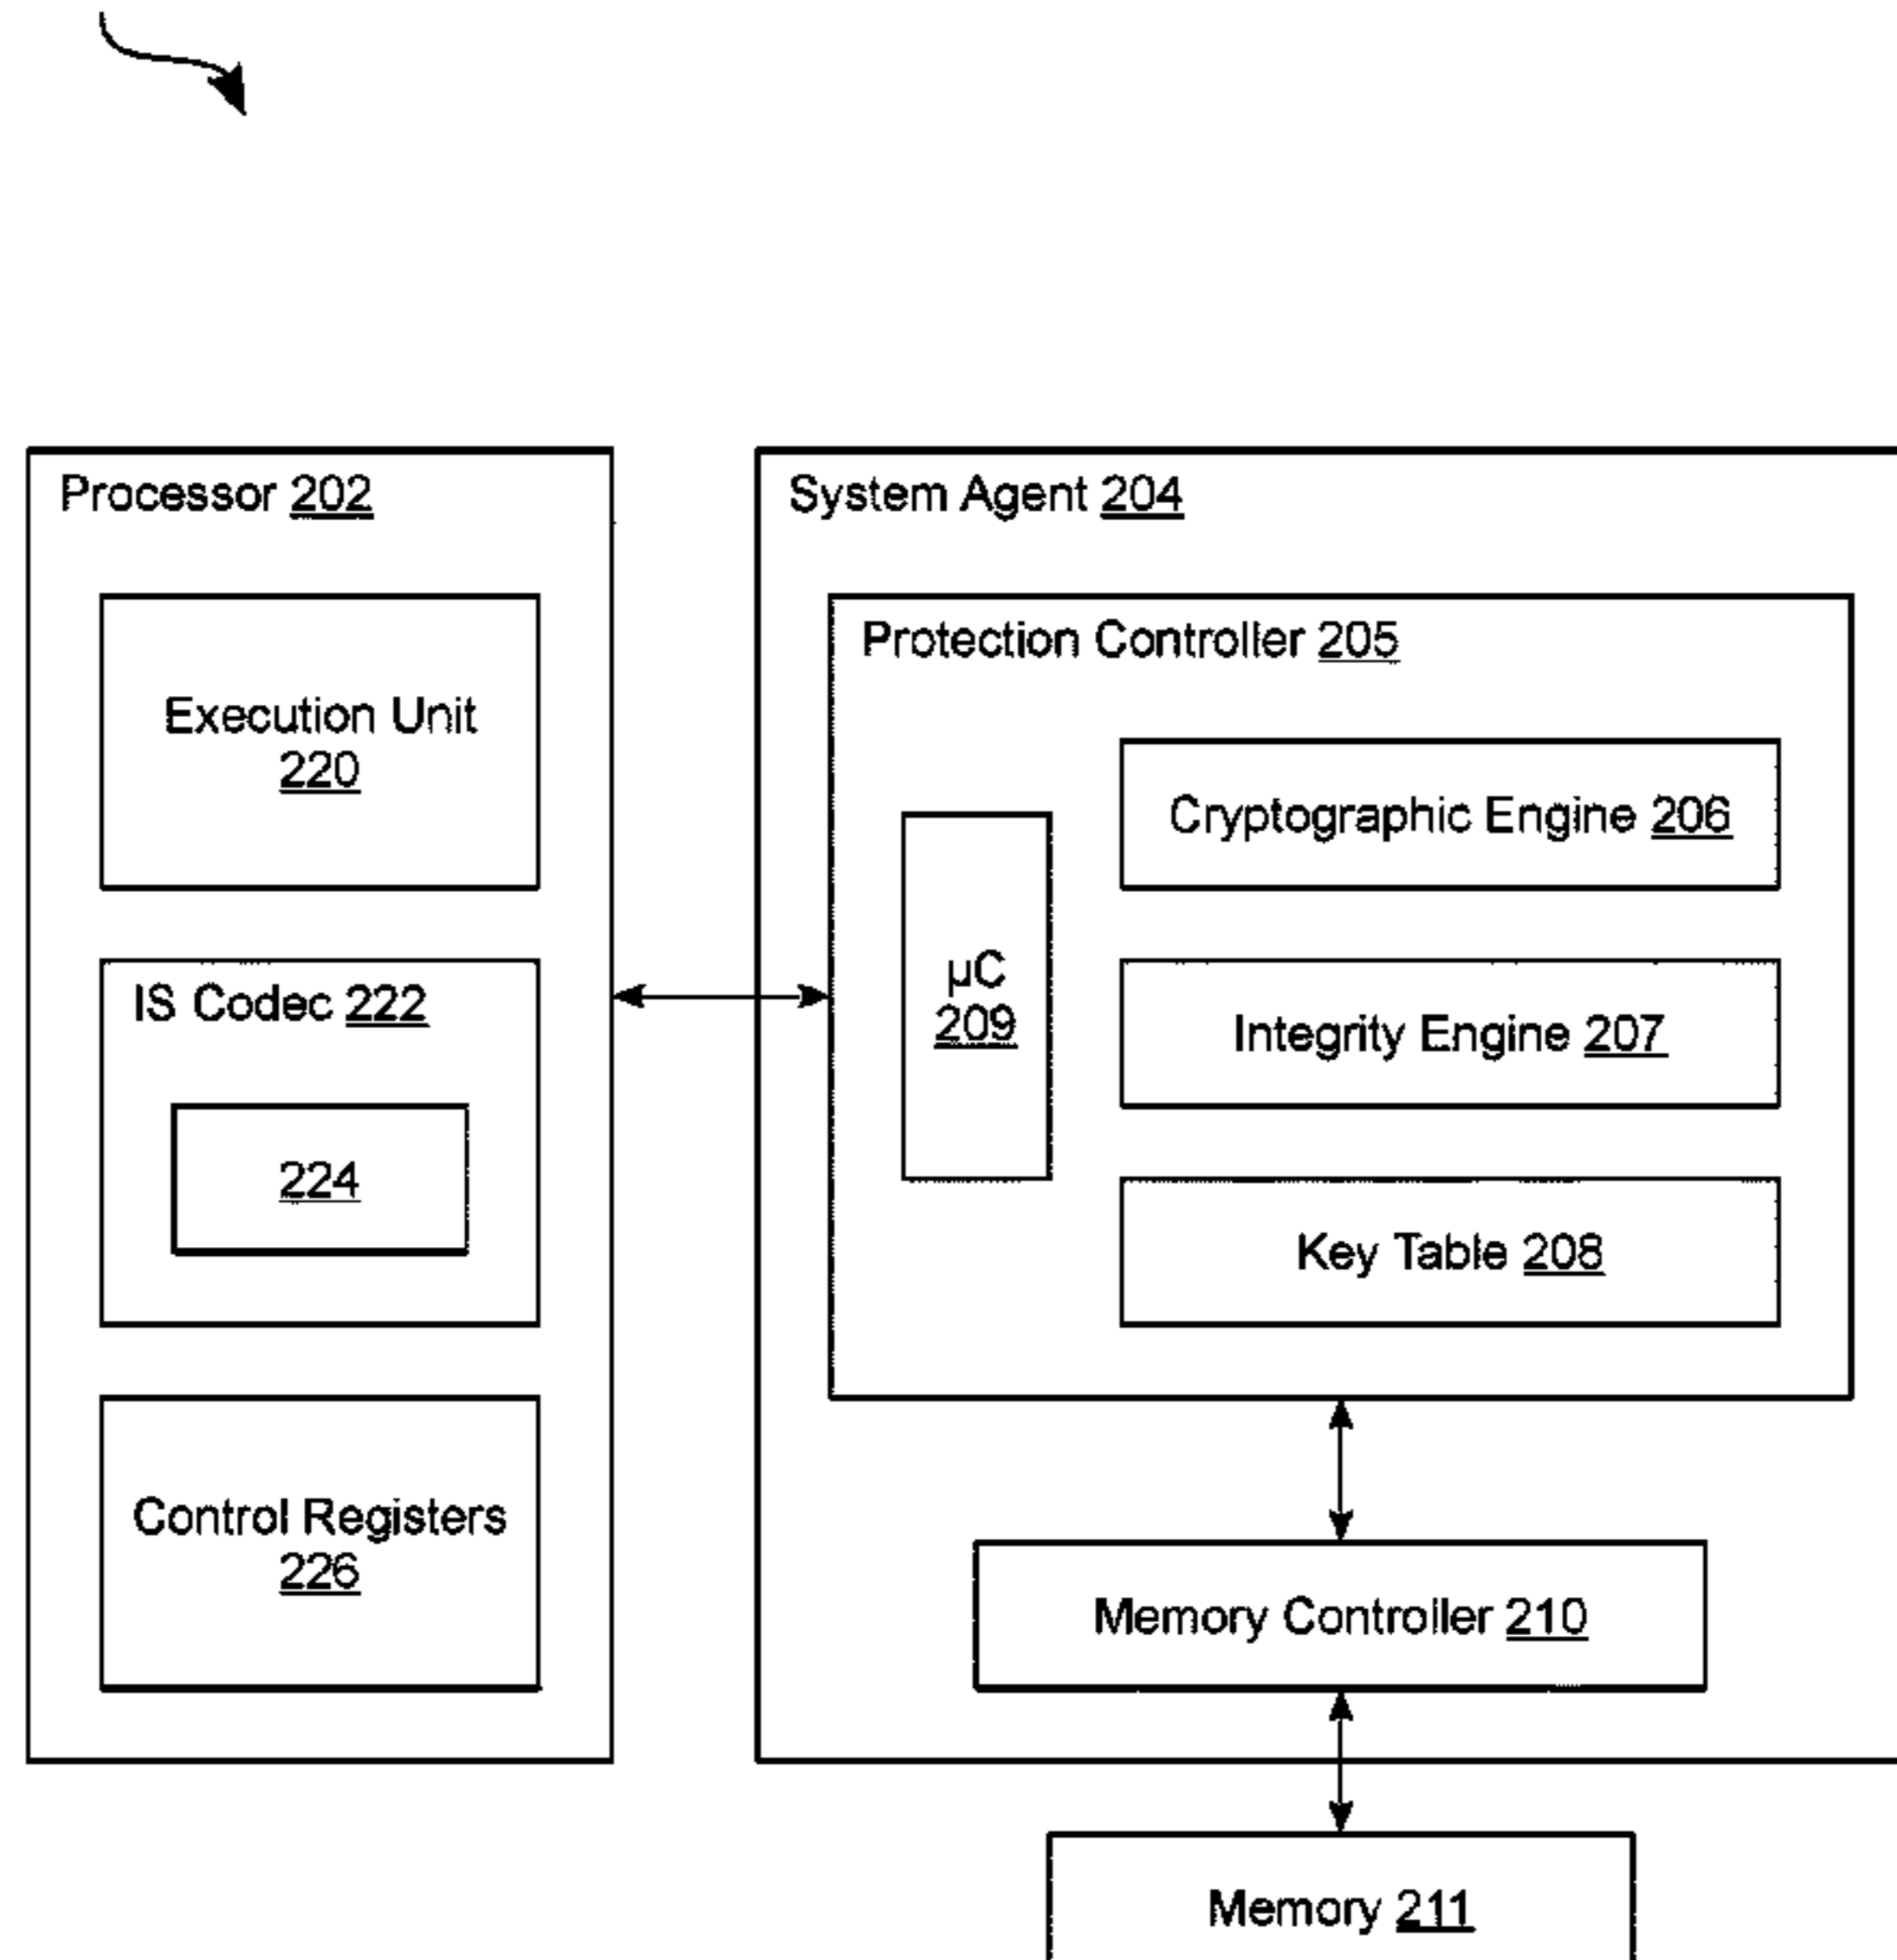 Processor 202
Execution Unit
220
IS Codec 222
224
Control Registers
226
System Agent 204
Protection Controller 205
µC
209
Cryptographic Engine 206
Integrity Engine 207
Key Table 208
Memory Controller 210
Memory 211